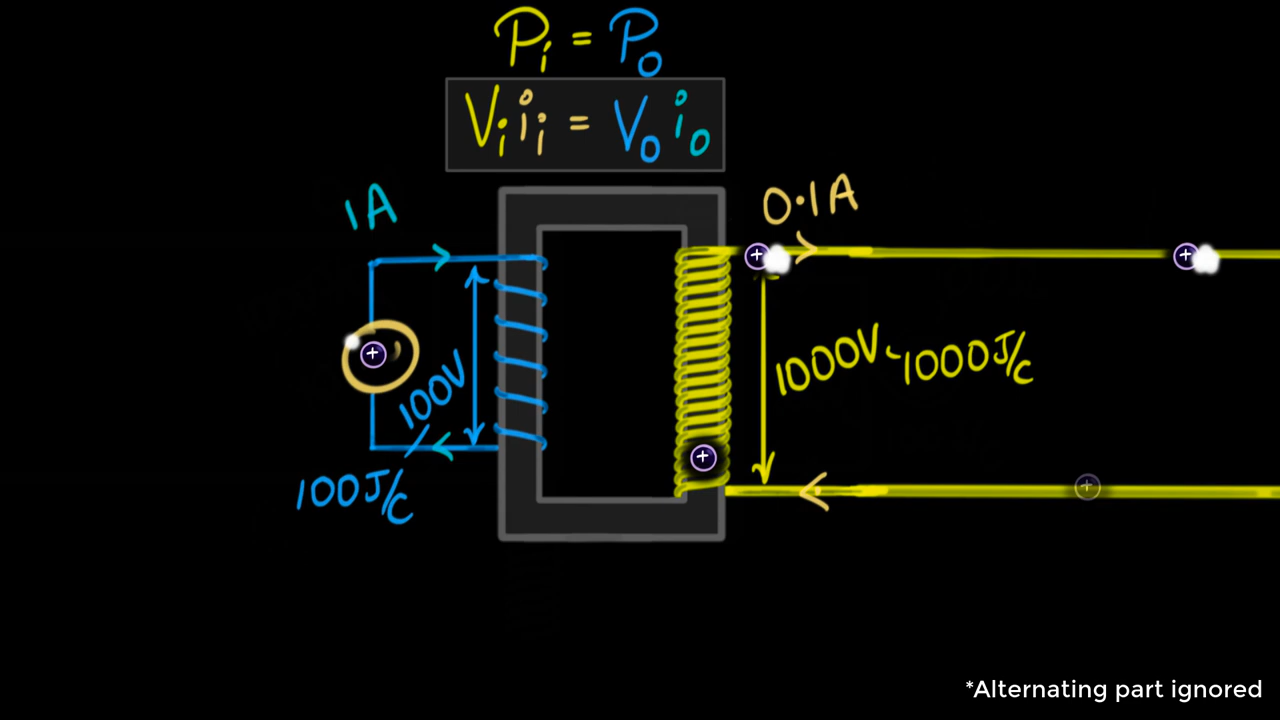 Pi = Po
Vi ii = Vo io
1A
0.1A
100V
1000V - 1000J/C
100J/C
+
+
+
+
+
*Alternating part ignored